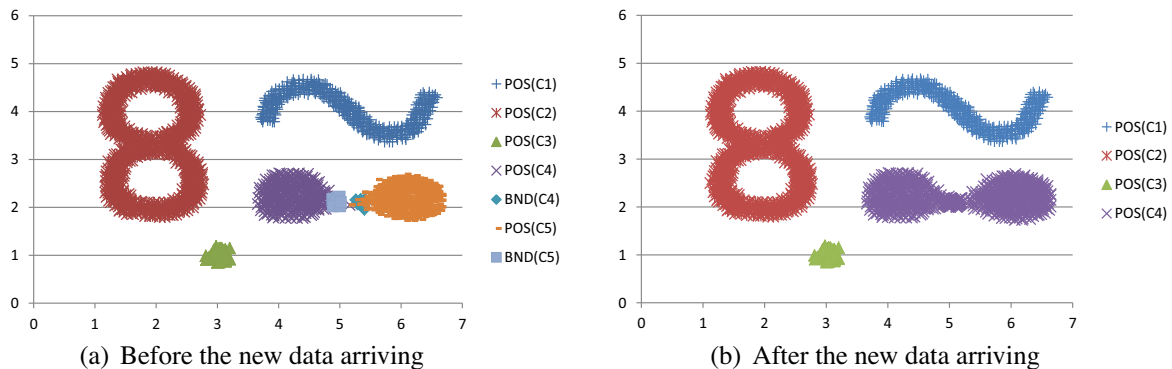 6
5
4
3
2
1
0
0 1 2 3 4 5 6 7
POS(C1)
POS(C2)
POS(C3)
POS(C4)
BND(C4)
POS(C5)
BND(C5)
(a) Before the new data arriving
6
5
4
3
2
1
0
0 1 2 3 4 5 6 7
POS(C1)
POS(C2)
POS(C3)
POS(C4)
(b) After the new data arriving